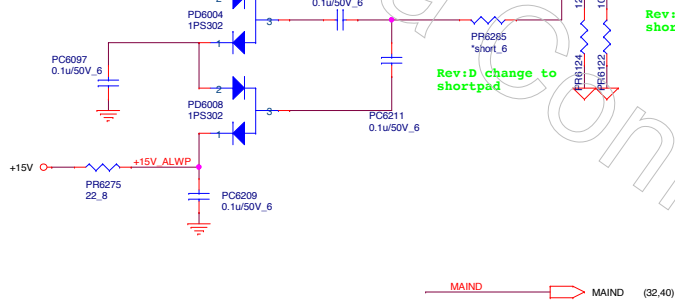 0.1u/50V_6
2
PD6004
1PS302
3
1
PR6285
*short_6
Rev:
shor
PR6124
PR6122
PC6097
0.1u/50V_6
Rev:D change to
shortpad
2
PD6008
1PS302
3
1
PC6211
0.1u/50V_6
+15V
+15V_ALWP
PR6275
22_8
PC6209
0.1u/50V_6
MAIND
MAIND
(32,40)